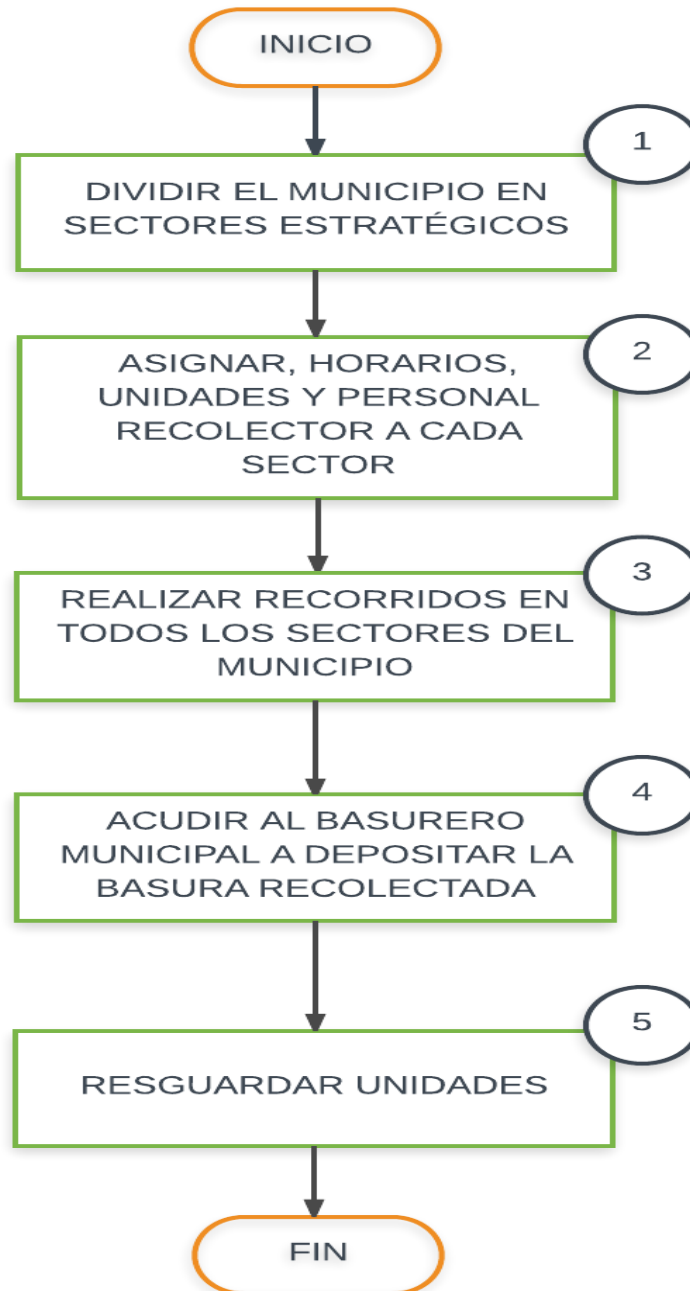 INICIO
1
DIVIDIR EL MUNICIPIO EN
SECTORES ESTRATÉGICOS
2
ASIGNAR, HORARIOS,
UNIDADES Y PERSONAL
RECOLECTOR A CADA
SECTOR
3
REALIZAR RECORRIDOS EN
TODOS LOS SECTORES DEL
MUNICIPIO
4
ACUDIR AL BASURERO
MUNICIPAL A DEPOSITAR LA
BASURA RECOLECTADA
5
RESGUARDAR UNIDADES
FIN